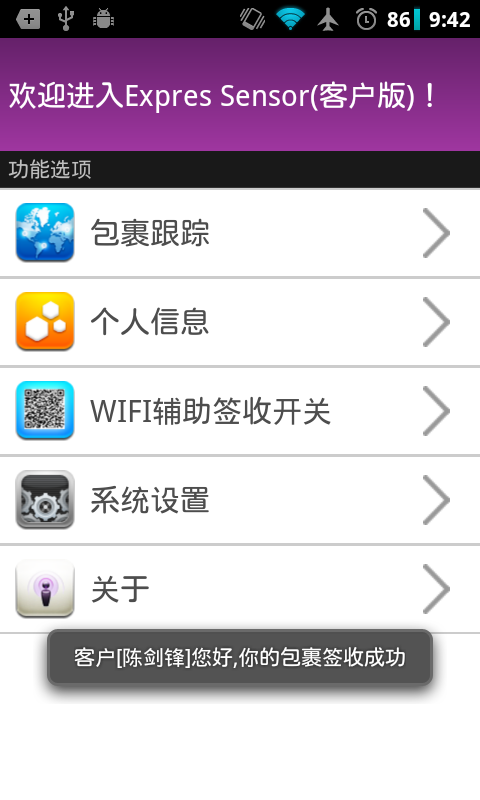 86 9:42
欢迎进入Expres Sensor(客户版)！
功能选项
包裹跟踪
个人信息
WIFI辅助签收开关
系统设置
关于
客户[陈剑锋]您好,你的包裹签收成功